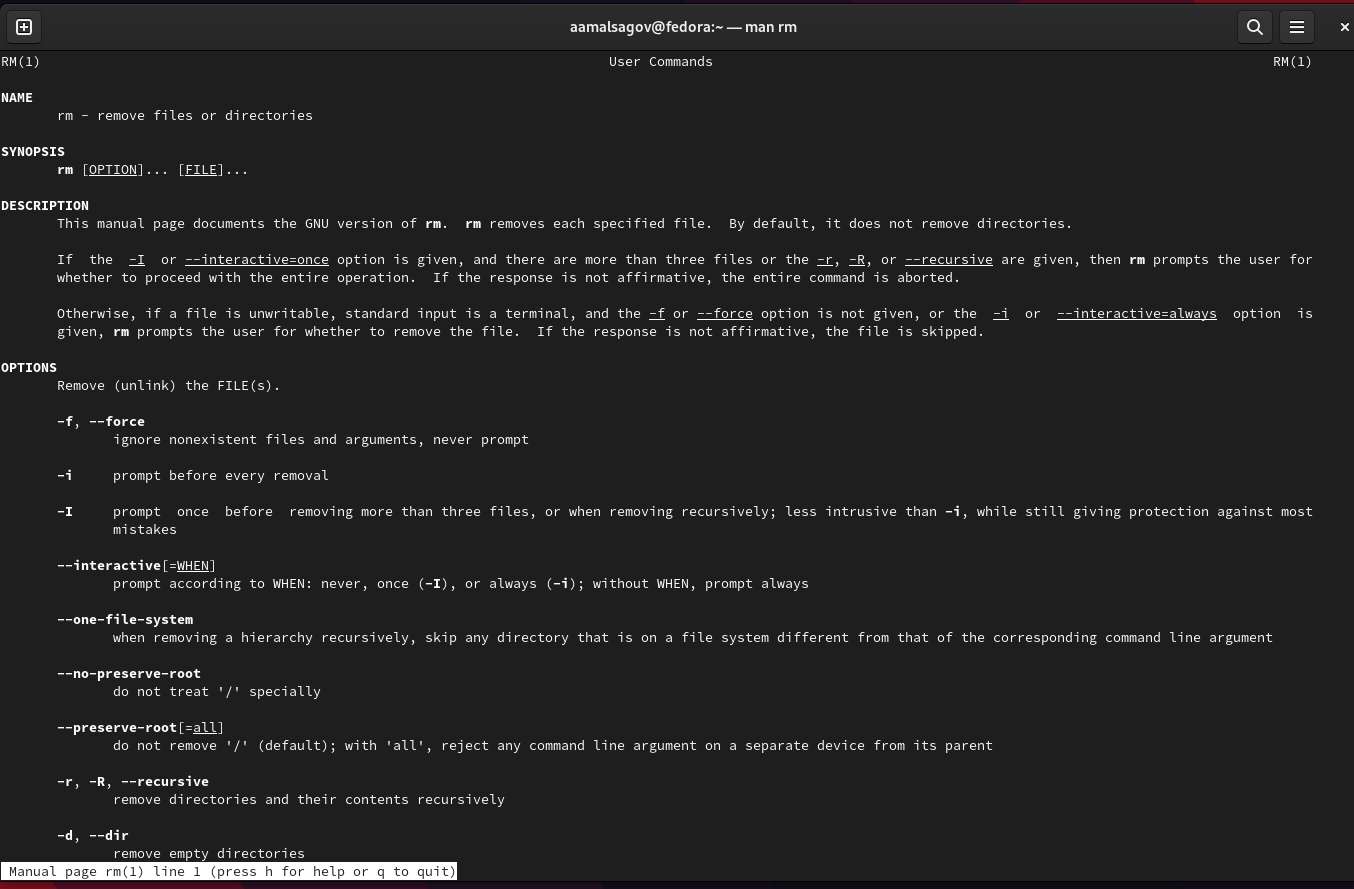 aamalsagov@fedora:~ — man rm
RM(1) User Commands RM(1)
NAME
rm - remove files or directories
SYNOPSIS
rm [OPTION]... [FILE]...
DESCRIPTION
This manual page documents the GNU version of rm.  rm removes each specified file.  By default, it does not remove directories.
If  the  -I  or --interactive=once option is given, and there are more than three files or the -r, -R, or --recursive are given, then rm prompts the user for
whether to proceed with the entire operation.  If the response is not affirmative, the entire command is aborted.
Otherwise, if a file is unwritable, standard input is a terminal, and the -f or --force option is not given, or the  -i  or  --interactive=always  option  is
given, rm prompts the user for whether to remove the file.  If the response is not affirmative, the file is skipped.
OPTIONS
Remove (unlink) the FILE(s).
-f, --force
ignore nonexistent files and arguments, never prompt
-i     prompt before every removal
-I     prompt  once  before  removing more than three files, or when removing recursively; less intrusive than -i, while still giving protection against most
mistakes
--interactive[=WHEN]
prompt according to WHEN: never, once (-I), or always (-i); without WHEN, prompt always
--one-file-system
when removing a hierarchy recursively, skip any directory that is on a file system different from that of the corresponding command line argument
--no-preserve-root
do not treat '/' specially
--preserve-root[=all]
do not remove '/' (default); with 'all', reject any command line argument on a separate device from its parent
-r, -R, --recursive
remove directories and their contents recursively
-d, --dir
remove empty directories
Manual page rm(1) line 1 (press h for help or q to quit)